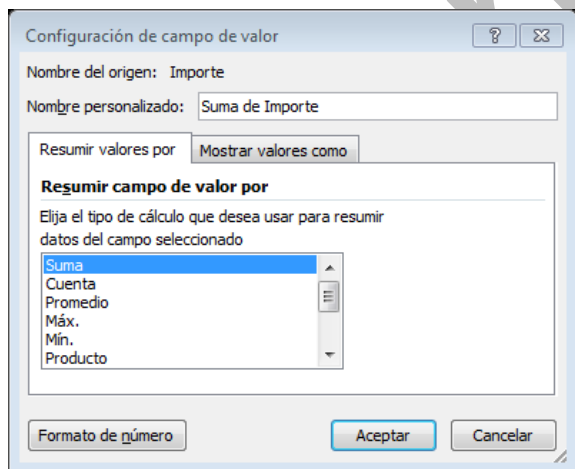 Configuración de campo de valor
Nombre del origen: Importe
Nombre personalizado: Suma de Importe
Resumir valores por Mostrar valores como
Resumir campo de valor por
Elija el tipo de cálculo que desea usar para resumir
datos del campo seleccionado
Suma
Cuenta
Promedio
Máx.
Mín.
Producto
Formato de número Aceptar Cancelar